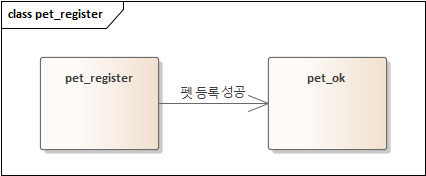 class pet_register
pet_register
펫 등록 성공
pet_ok